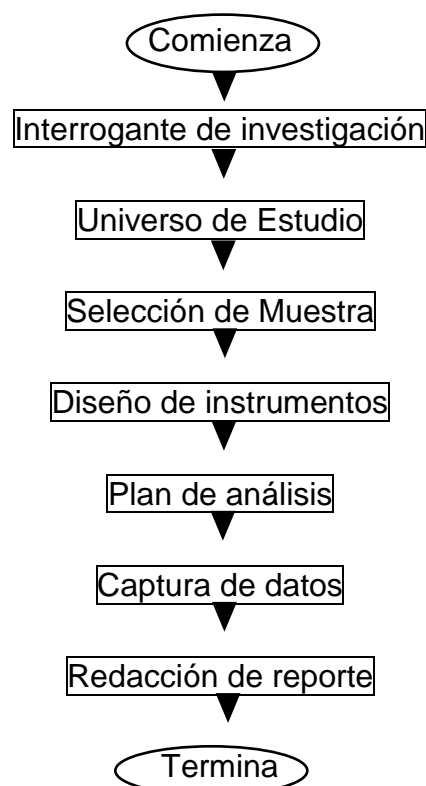 Comienza
Interrogante de investigación
Universo de Estudio
Selección de Muestra
Diseño de instrumentos
Plan de análisis
Captura de datos
Redacción de reporte
Termina